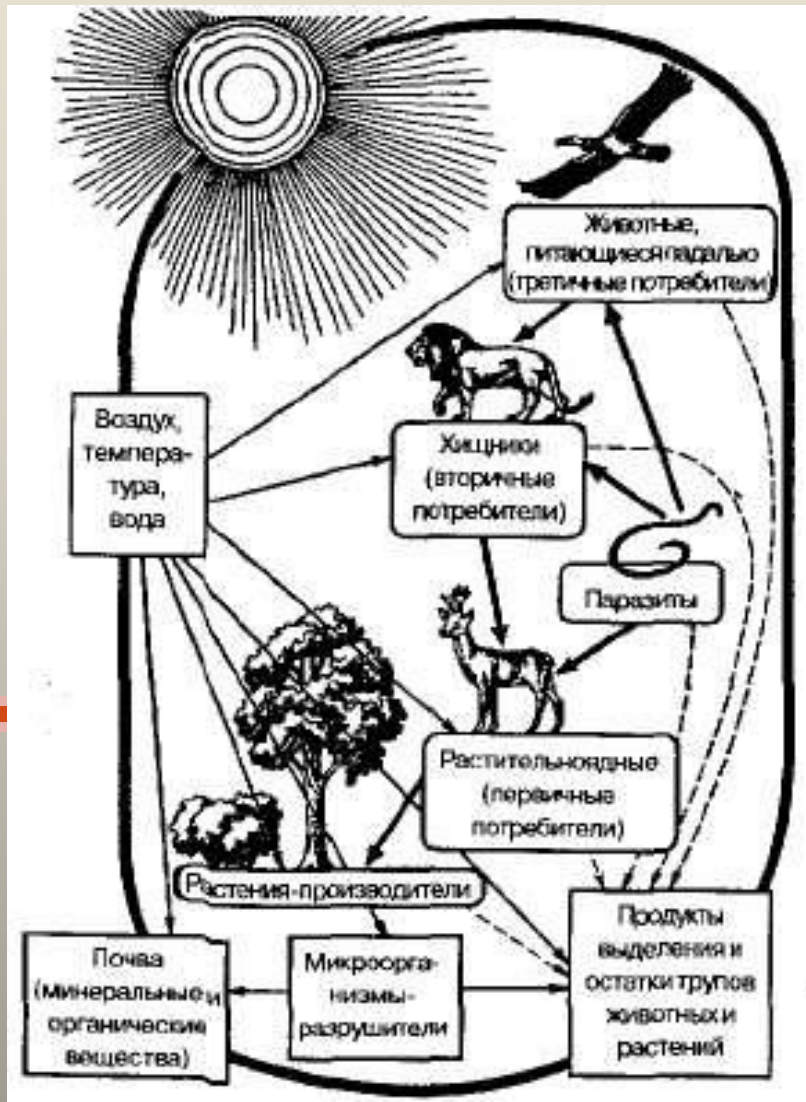 Животные,
питающиеся падалью
(третичные потребители)
Воздух,
темпера-
тура,
вода
Хищники
(вторичные
потребители)
Паразиты
Растительноядные
(первичные
потребители)
Растения-производители
Почва
(минеральные и
органические
вещества)
Микроорга-
низмы-
разрушители
Продукты
выделения и
остатки трупов
животных и
растений